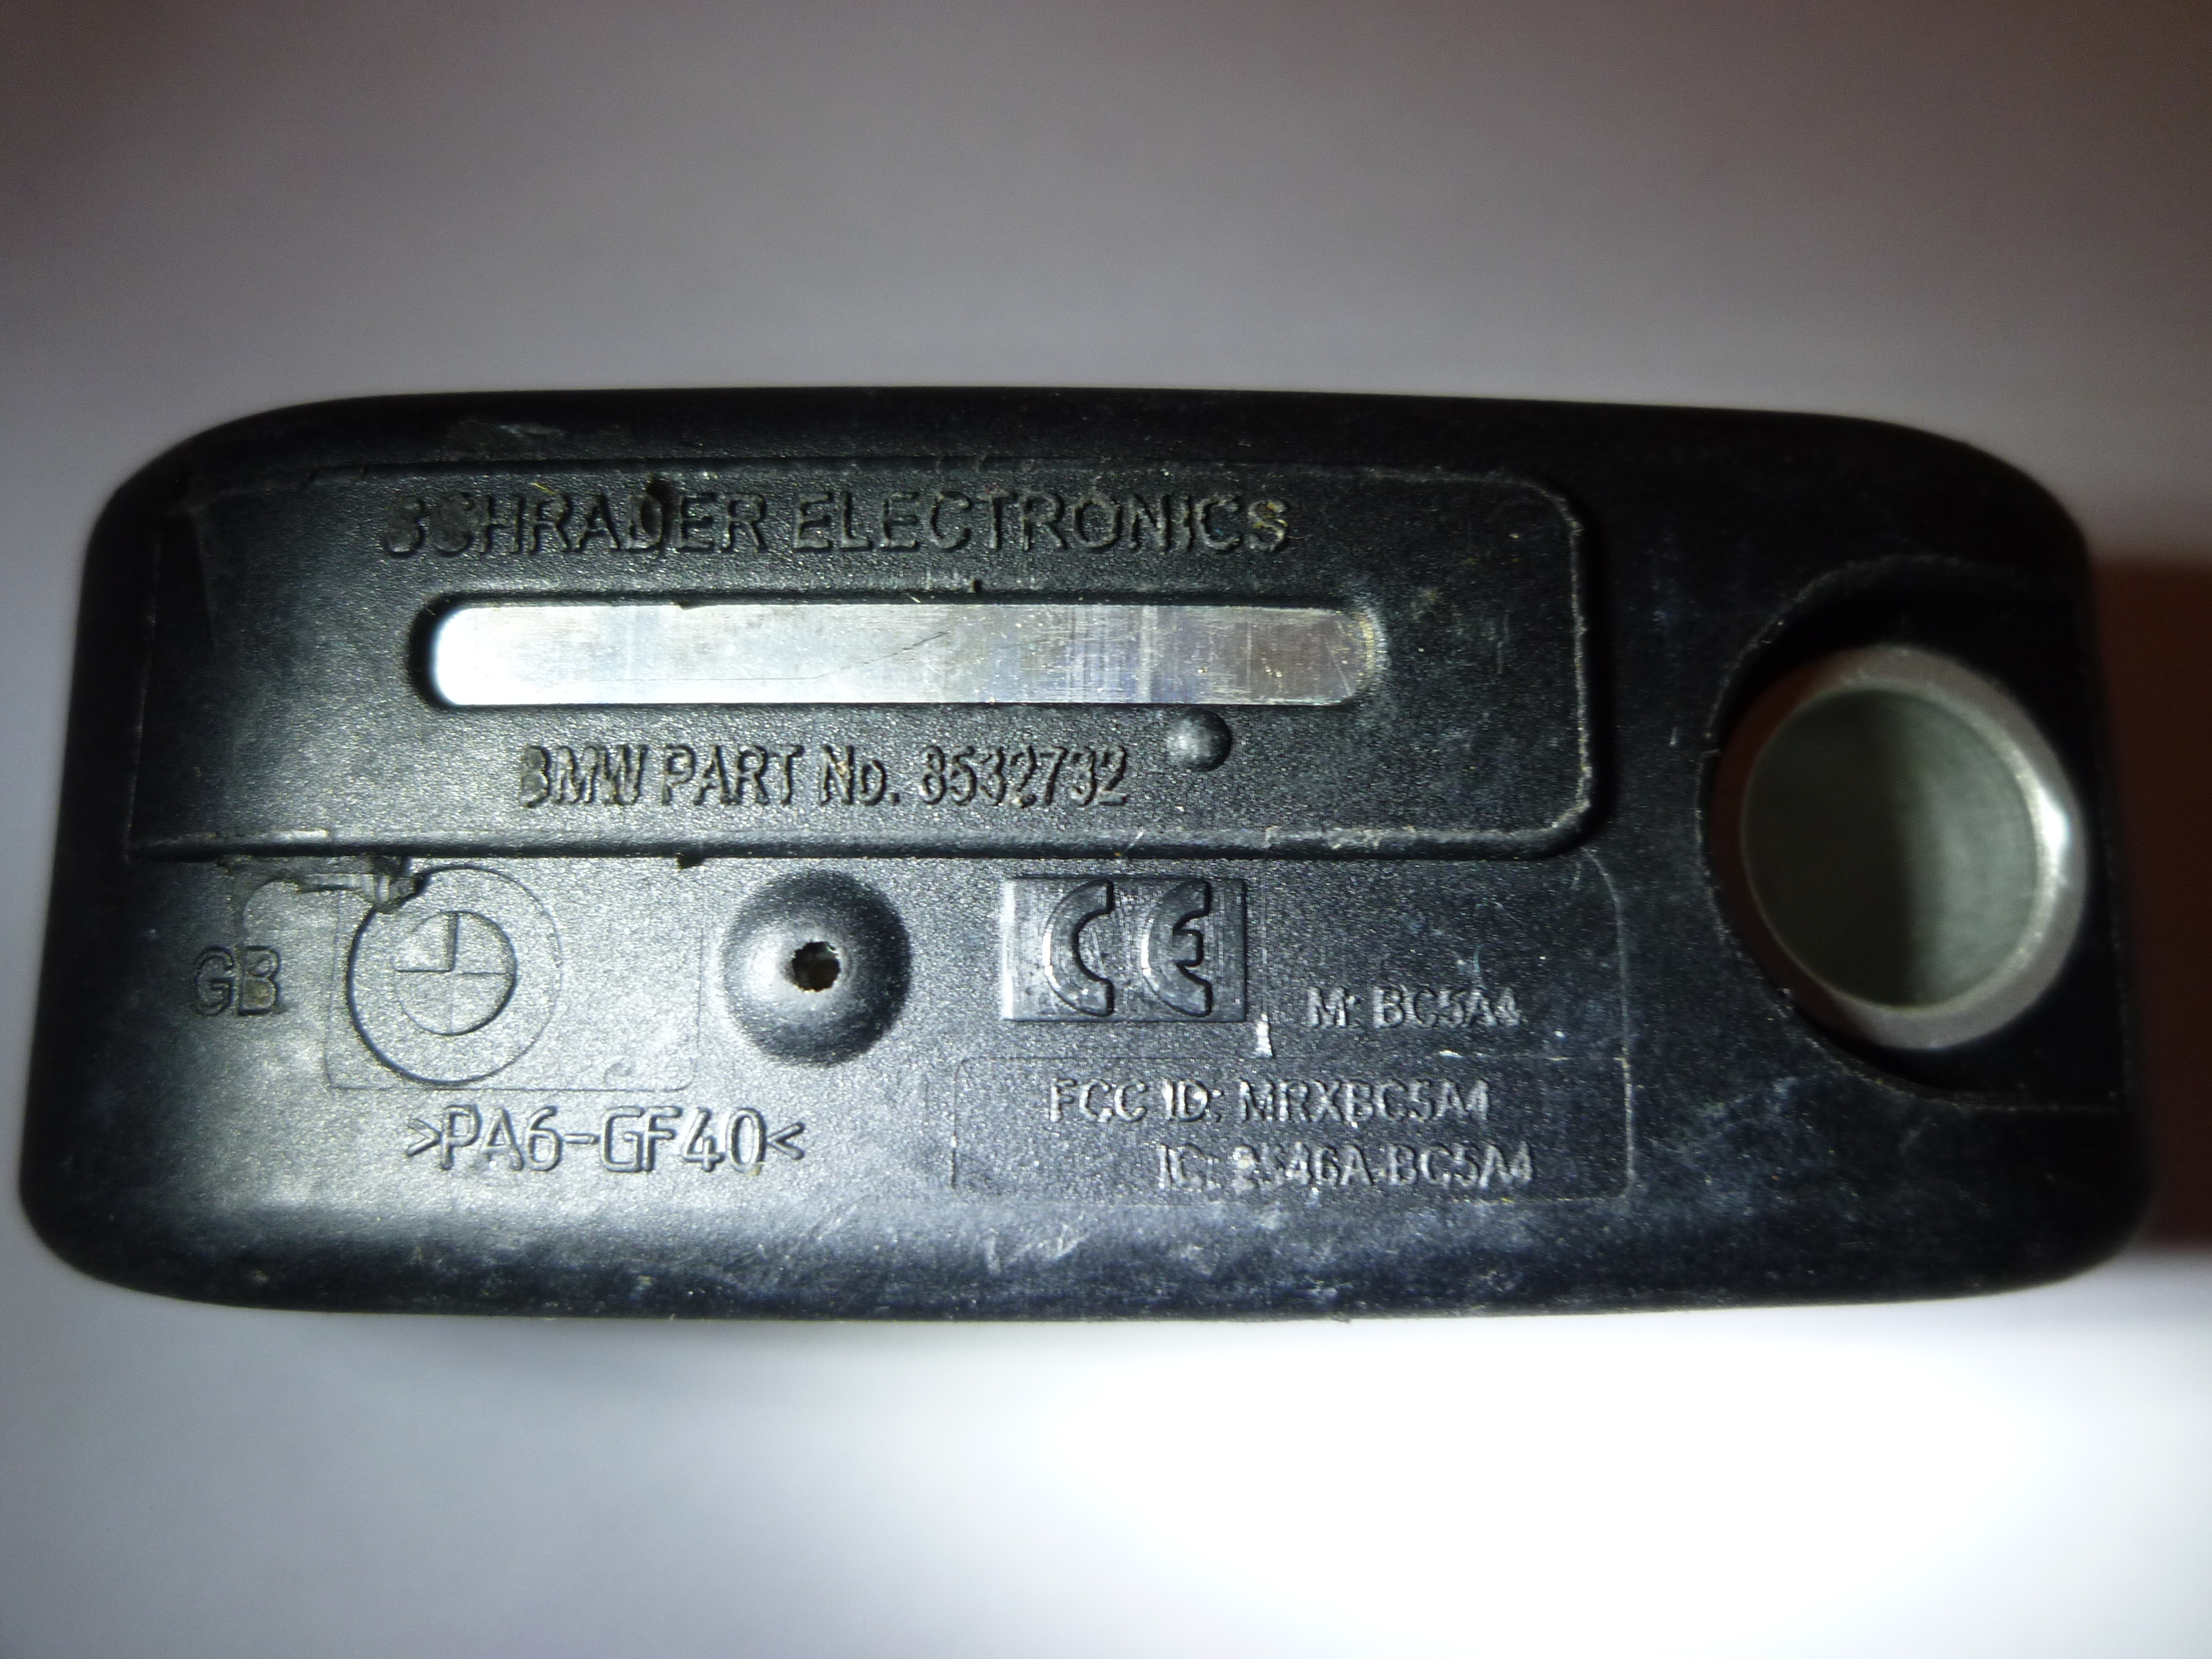 SCHRADER ELECTRONICS
BMW PART No. 8532732
GB
CE
M: BC5A4
FCC ID: MRXBC5A4
IC: 2546A-BC5A4
>PA6-GF40<